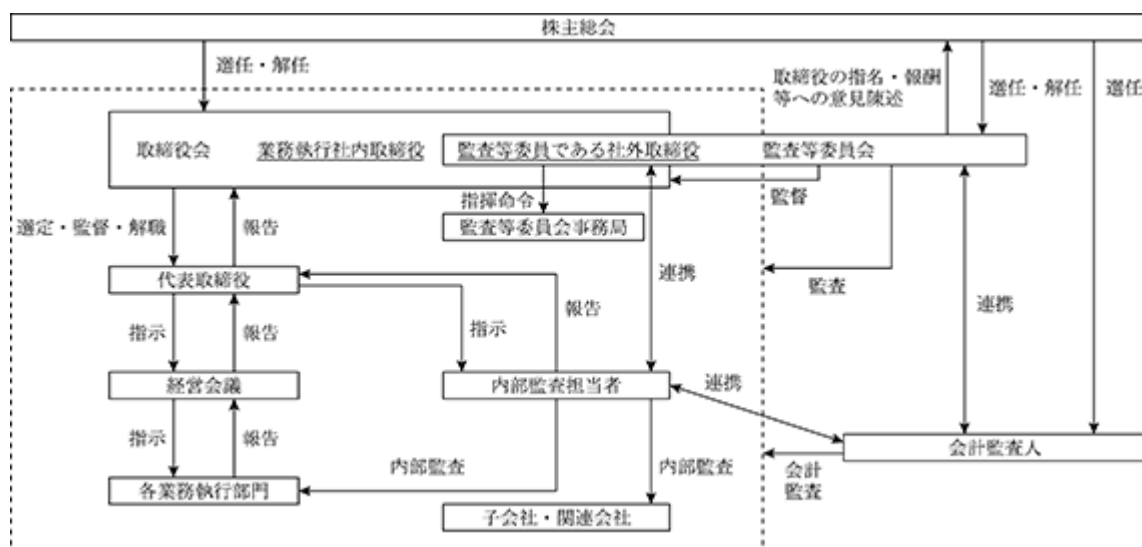 株主総会
選任・解任
取締役の指名・報酬
等への意見陳述
選任・解任
選任
取締役会
業務執行社内取締役
監査等委員である社外取締役
監査等委員会
指揮命令
監督
選定・監督・解職
報告
監査等委員会事務局
連携
代表取締役
監査
報告
連携
指示
報告
指示
経営会議
内部監査担当者
連携
指示
報告
会計監査人
内部監査
内部監査
会計
監査
各業務執行部門
子会社・関連会社